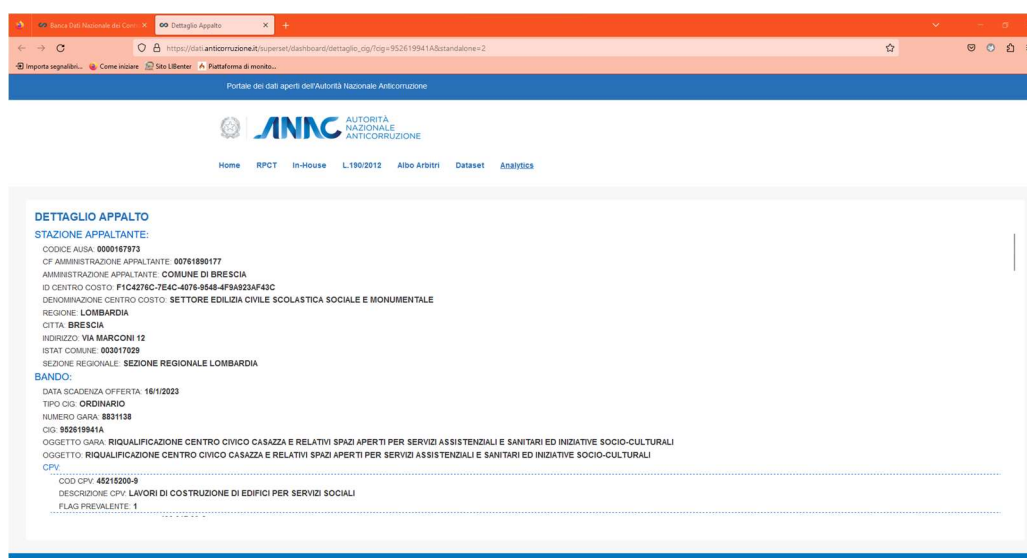 Banca Dati Nazionale dei Contr
Dettaglio Appalto
https://dati.anticorruzione.it/superset/dashboard/dettaglio_cig/?cig=952619941A&standalone=2
Importa segnalibri...
Come iniziare
Sito LIBenter
Piattaforma di monito...
Portale dei dati aperti dell'Autorità Nazionale Anticorruzione
ANAC
AUTORITÀ
NAZIONALE
ANTICORRUZIONE
Home RPCT In-House L.190/2012 Albo Arbitri Dataset Analytics
DETTAGLIO APPALTO
STAZIONE APPALTANTE:
CODICE AUSA: 0000167973
CF AMMINISTRAZIONE APPALTANTE: 00761890177
AMMINISTRAZIONE APPALTANTE: COMUNE DI BRESCIA
ID CENTRO COSTO: F1C4276C-7E4C-4076-9548-4F9A923AF43C
DENOMINAZIONE CENTRO COSTO: SETTORE EDILIZIA CIVILE SCOLASTICA SOCIALE E MONUMENTALE
REGIONE: LOMBARDIA
CITTA: BRESCIA
INDIRIZZO: VIA MARCONI 12
ISTAT COMUNE: 003017029
SEZIONE REGIONALE: SEZIONE REGIONALE LOMBARDIA
BANDO:
DATA SCADENZA OFFERTA: 16/1/2023
TIPO CIG: ORDINARIO
NUMERO GARA: 8831138
CIG: 952619941A
OGGETTO GARA: RIQUALIFICAZIONE CENTRO CIVICO CASAZZA E RELATIVI SPAZI APERTI PER SERVIZI ASSISTENZIALI E SANITARI ED INIZIATIVE SOCIO-CULTURALI
OGGETTO: RIQUALIFICAZIONE CENTRO CIVICO CASAZZA E RELATIVI SPAZI APERTI PER SERVIZI ASSISTENZIALI E SANITARI ED INIZIATIVE SOCIO-CULTURALI
CPV:
COD CPV: 45215200-9
DESCRIZIONE CPV: LAVORI DI COSTRUZIONE DI EDIFICI PER SERVIZI SOCIALI
FLAG PREVALENTE: 1